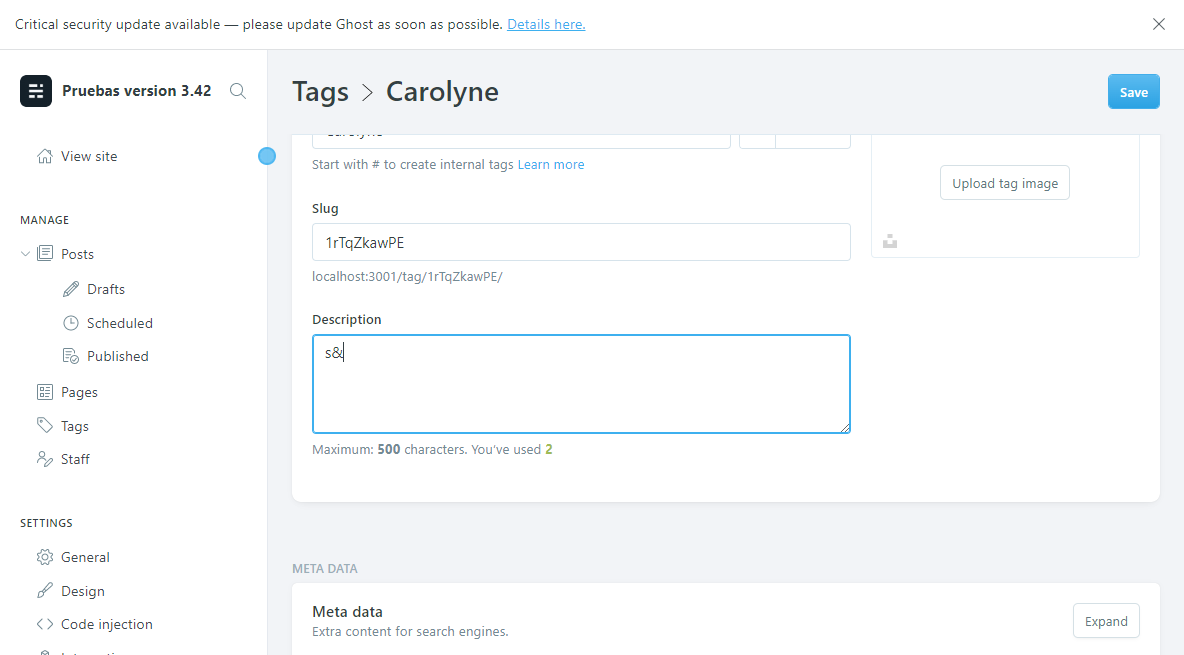 Critical security update available — please update Ghost as soon as possible. Details here.
Pruebas version 3.42
View site
MANAGE
Posts
Drafts
Scheduled
Published
Pages
Tags
Staff
SETTINGS
General
Design
Code injection
Tags > Carolyne
Save
Start with # to create internal tags Learn more
Upload tag image
Slug
1rTqZkawPE
localhost:3001/tag/1rTqZkawPE/
Description
s&
Maximum: 500 characters. You've used 2
META DATA
Meta data
Extra content for search engines.
Expand